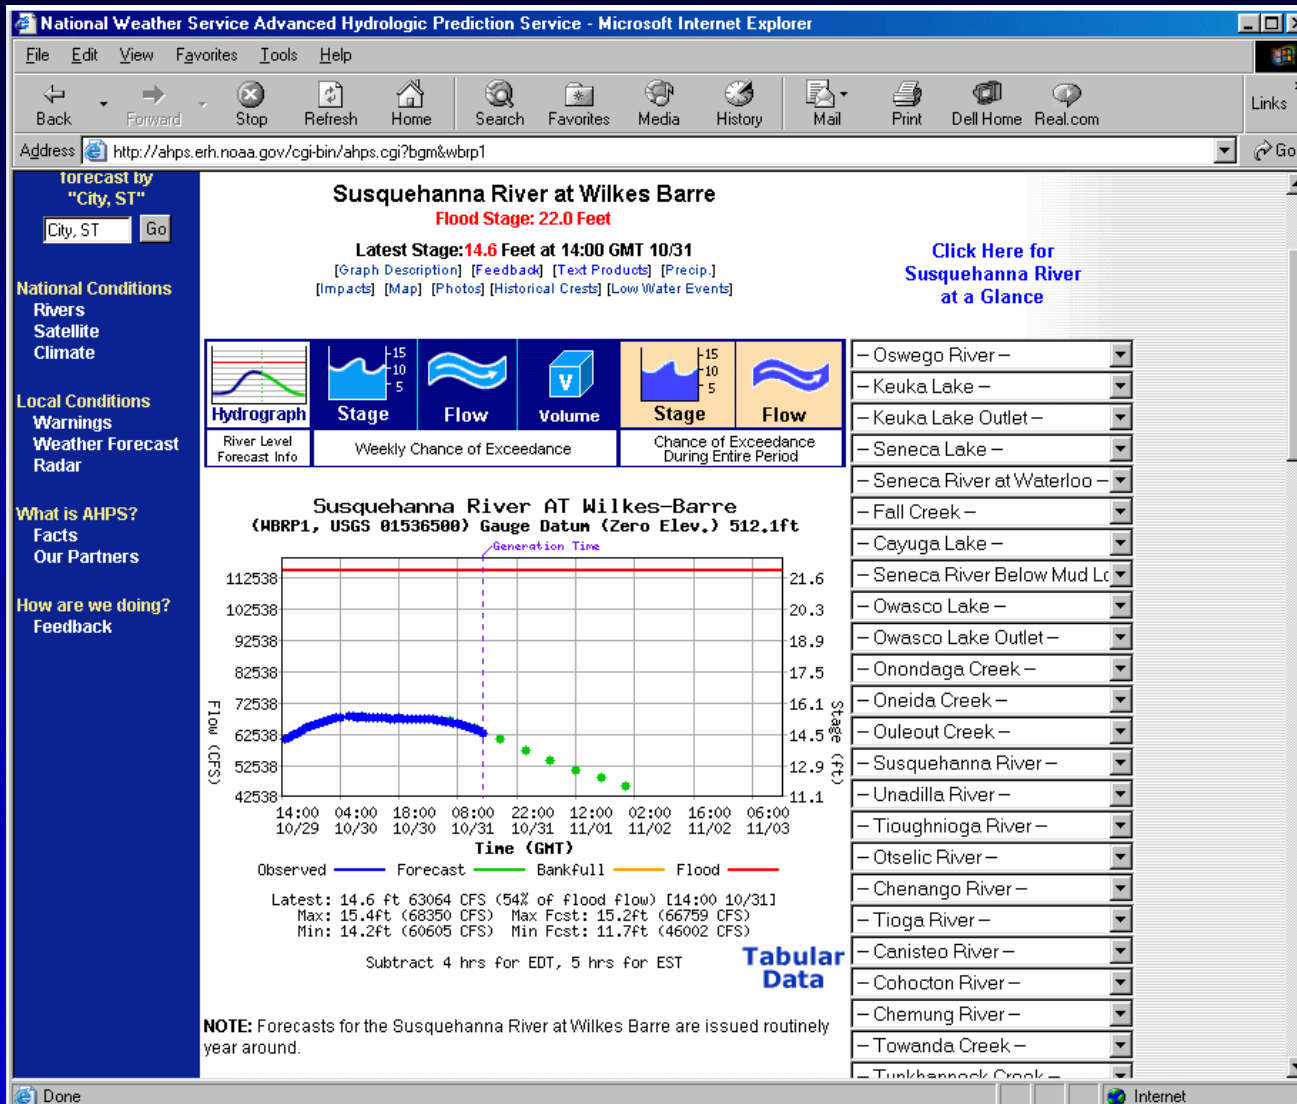 National Weather Service Advanced Hydrologic Prediction Service - Microsoft Internet Explorer
File Edit View Favorites Tools Help
Back Forward Stop Refresh Home Search Favorites Media History Mail Print Dell Home Real.com Links
Address http://ahps.erh.noaa.gov/cgi-bin/ahps.cgi?bgm&wbrp1 Go
forecast by
"City, ST"
City, ST Go
National Conditions
Rivers
Satellite
Climate
Local Conditions
Warnings
Weather Forecast
Radar
What is AHPS?
Facts
Our Partners
How are we doing?
Feedback
Susquehanna River at Wilkes Barre
Flood Stage: 22.0 Feet
Latest Stage:14.6 Feet at 14:00 GMT 10/31
[Graph Description] [Feedback] [Text Products] [Precip.]
[Impacts] [Map] [Photos] [Historical Crests] [Low Water Events]
Click Here for
Susquehanna River
at a Glance
Hydrograph
River Level
Forecast Info
15
10
5
Stage
Flow
V
Volume
Weekly Chance of Exceedance
15
10
5
Stage
Flow
Chance of Exceedance
During Entire Period
Susquehanna River AT Wilkes-Barre
(WBRP1, USGS 01536500) Gauge Datum (Zero Elev.) 512.1ft
Generation Time
112538
102538
92538
82538
72538
62538
52538
42538
Flow (CFS)
21.6
20.3
18.9
17.5
16.1
14.5
12.9
11.1
Stage (ft)
14:00 04:00 18:00 08:00 22:00 12:00 02:00 16:00 06:00
10/29 10/30 10/30 10/31 10/31 11/01 11/02 11/02 11/03
Time (GMT)
Observed Forecast Bankfull Flood
Latest: 14.6 ft 63064 CFS (54% of flood flow) [14:00 10/31]
Max: 15.4ft (68350 CFS) Max Fcst: 15.2ft (66759 CFS)
Min: 14.2ft (60605 CFS) Min Fcst: 11.7ft (46002 CFS)
Subtract 4 hrs for EDT, 5 hrs for EST
Tabular
Data
NOTE: Forecasts for the Susquehanna River at Wilkes Barre are issued routinely
year around.
– Oswego River –
– Keuka Lake –
– Keuka Lake Outlet –
– Seneca Lake –
– Seneca River at Waterloo –
– Fall Creek –
– Cayuga Lake –
– Seneca River Below Mud Lo
– Owasco Lake –
– Owasco Lake Outlet –
– Onondaga Creek –
– Oneida Creek –
– Ouleout Creek –
– Susquehanna River –
– Unadilla River –
– Tioughnioga River –
– Otselic River –
– Chenango River –
– Tioga River –
– Canisteo River –
– Cohocton River –
– Chemung River –
– Towanda Creek –
– Tunkhannock Creek –
Done
Internet